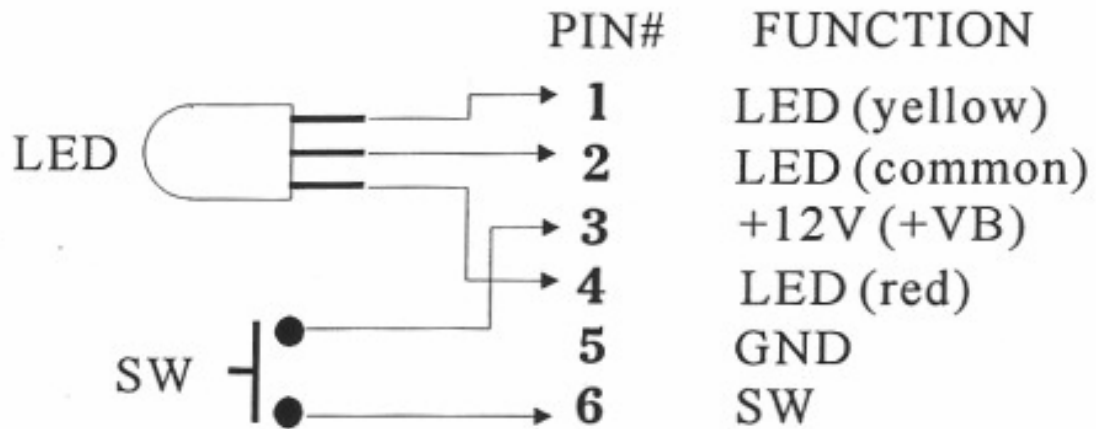 PIN# FUNCTION
1 LED (yellow)
LED
2 LED (common)
3 +12V (+VB)
4 LED (red)
5 GND
SW
6 SW